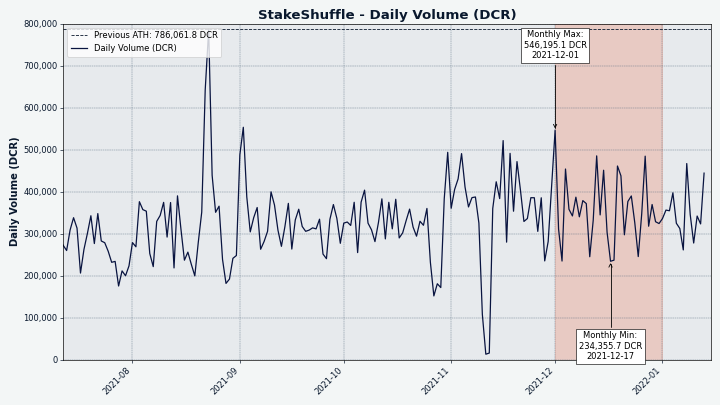 StakeShuffle - Daily Volume (DCR)
Daily Volume (DCR)
800,000
700,000
600,000
500,000
400,000
300,000
200,000
100,000
0
Previous ATH: 786,061.8 DCR
Daily Volume (DCR)
Monthly Max:
546,195.1 DCR
2021-12-01
Monthly Min:
234,355.7 DCR
2021-12-17
2021-08
2021-09
2021-10
2021-11
2021-12
2022-01